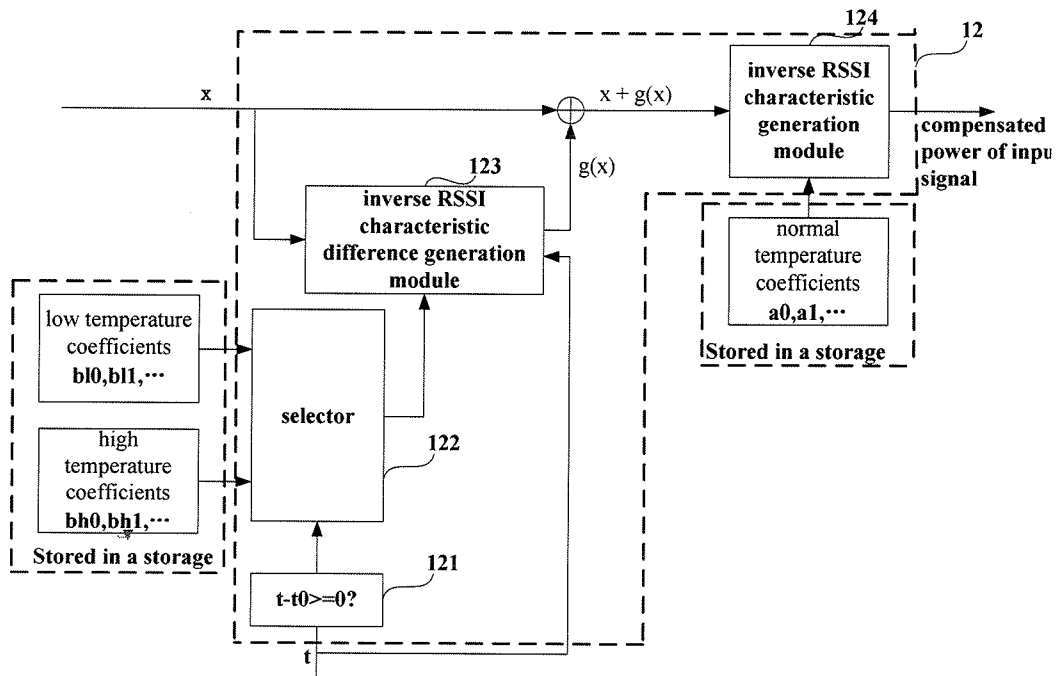 124
12
inverse RSSI
characteristic
generation
module
x
x + g(x)
compensated
power of inpu
signal
123
g(x)
inverse RSSI
characteristic
difference generation
module
normal
temperature
coefficients
a0,a1,···
Stored in a storage
low temperature
coefficients
bl0,bl1,···
selector
high
temperature
coefficients
bh0,bh1,···
Stored in a storage
122
121
t-t0>=0?
t